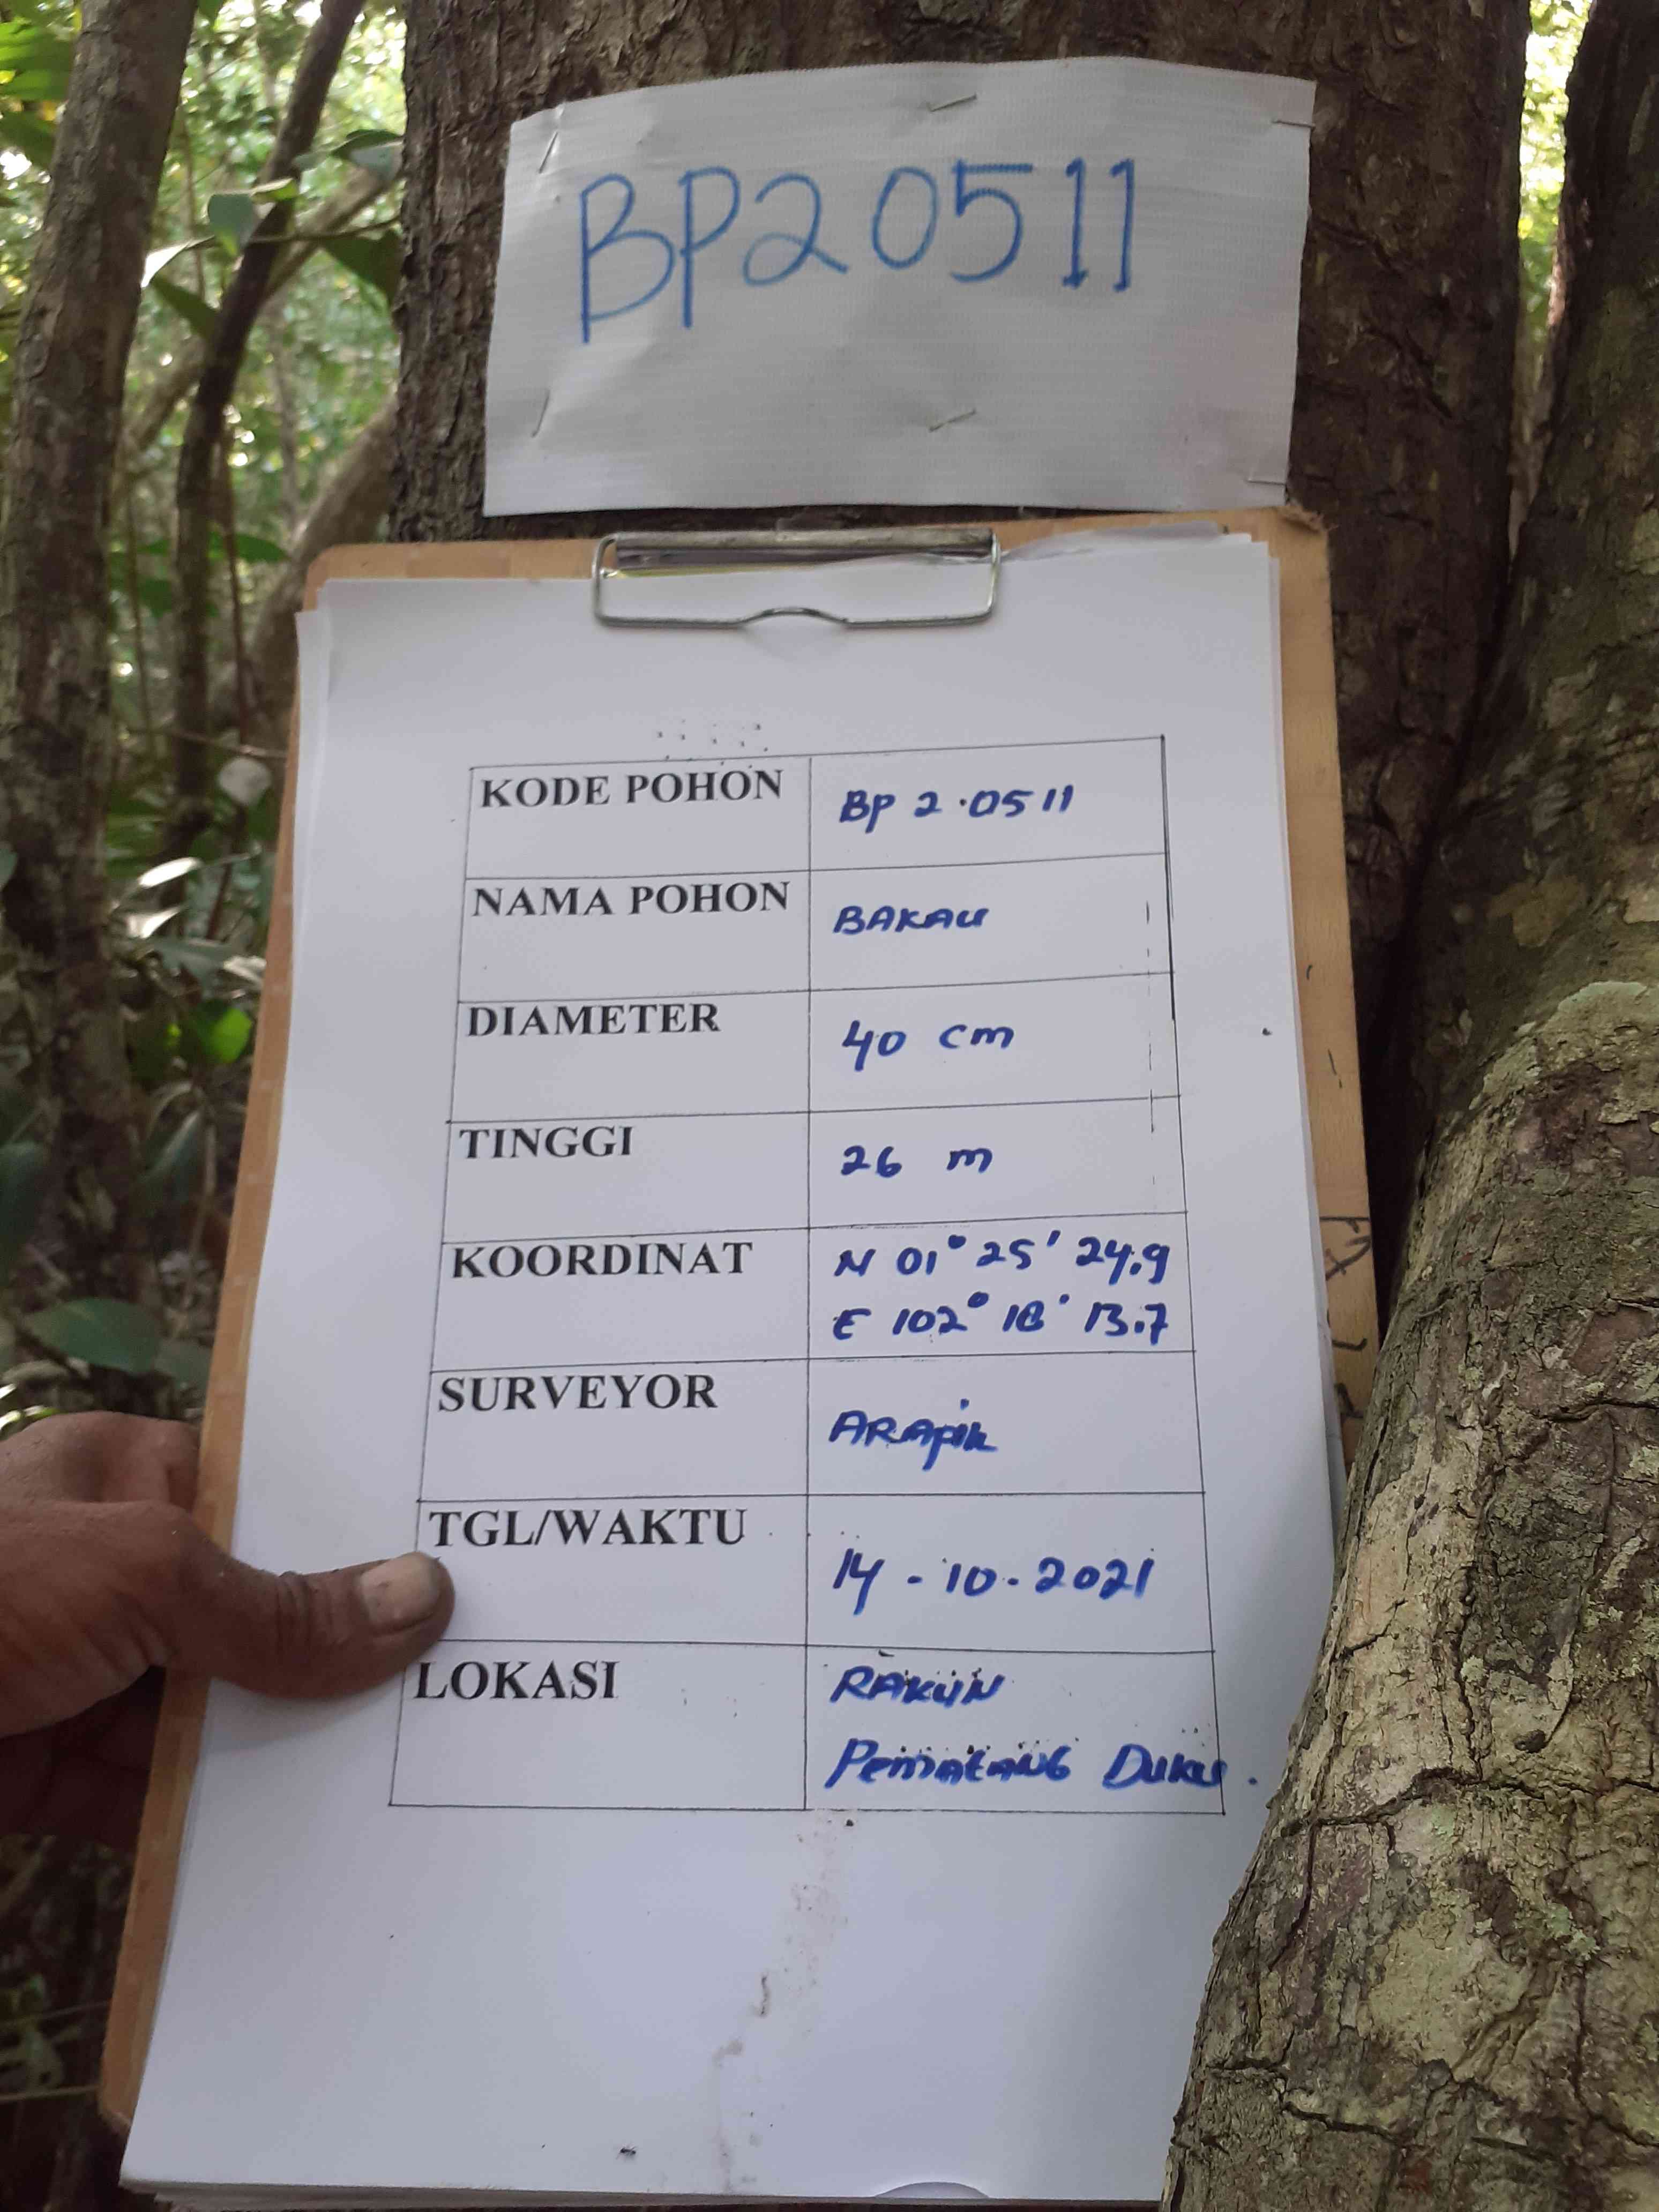 BP20511
KODE POHON Bp 2.0511
NAMA POHON BAKAU
DIAMETER 40 cm
TINGGI 26 m
KOORDINAT N 01° 25' 24.9
E 102° 18' 13.7
SURVEYOR ARApik
TGL/WAKTU 14-10-2021
LOKASI RAKUN
PematANG DUKU.